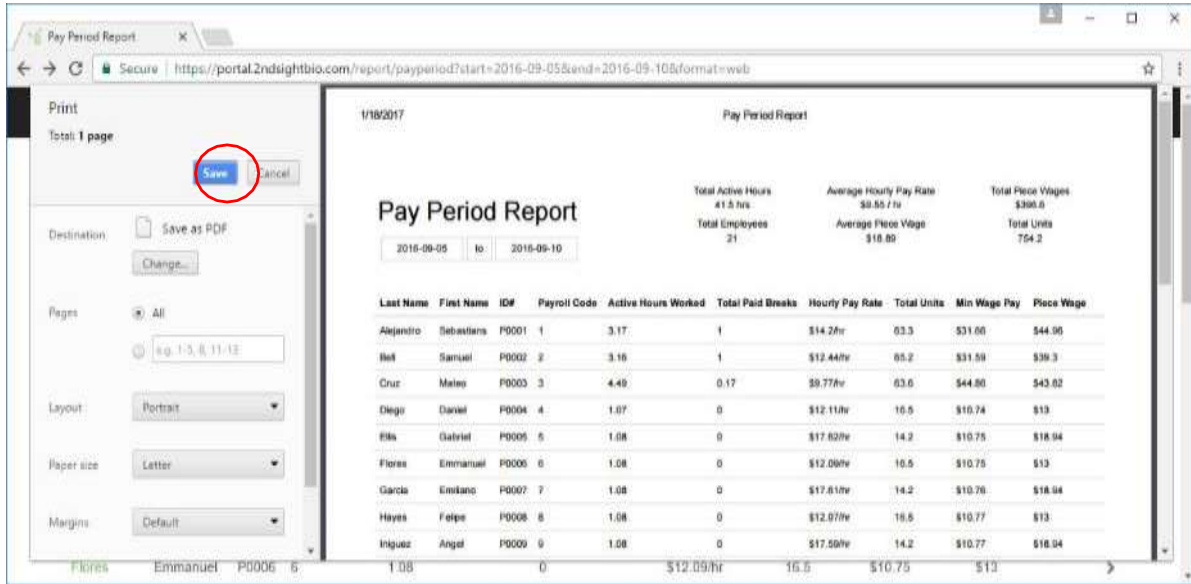 Pay Period Report
Secure https://portal.2ndsightbio.com/report/payperiod?start=2016-09-05&end=2016-09-10&format=web
Print
Total: 1 page
Save Cancel
Destination Save as PDF
Change...
Pages All
e.g. 1-5, 8, 11-13
Layout Portrait
Paper size Letter
Margins Default
1/18/2017 Pay Period Report
Total Active Hours Average Hourly Pay Rate Total Piece Wages
41.5 hrs /hr
Pay Period Report
Total Employees Average Piece Wage Total Units
21 $18.89 754.2
2016-09-05 to 2016-09-10
Last Name First Name ID# Payroll Code Active Hours Worked Total Paid Breaks Hourly Pay Rate Total Units Min Wage Pay Piece Wage
Alejandro Sebastians P0001 1 3.17 1 $14.2/hr 63.3 $31.66 $44.96
Bell Samuel P0002 2 3.16 1 $12.44/hr 65.2 $31.59 $39.3
Cruz Mateo P0003 3 4.49 0.17 $9.77/hr 63.6 $44.86 $43.82
Diego Daniel P0004 4 1.07 0 $12.11/hr 16.5 $10.74 $13
Ellis Gabriel P0005 5 1.08 0 $17.62/hr 14.2 $10.75 $18.94
Flores Emmanuel P0006 6 1.08 0 $12.09/hr 16.5 $10.75 $13
Garcia Emiliano P0007 7 1.08 0 $17.61/hr 14.2 $10.76 $18.94
Hayes Felipe P0008 8 1.08 0 $12.07/hr 16.5 $10.77 $13
Iniguez Angel P0009 9 1.08 0 $17.59/hr 14.2 $10.77 $18.94
Flores Emmanuel P0006 6 1.08 0 $12.09/hr 16.5 $10.75 $13